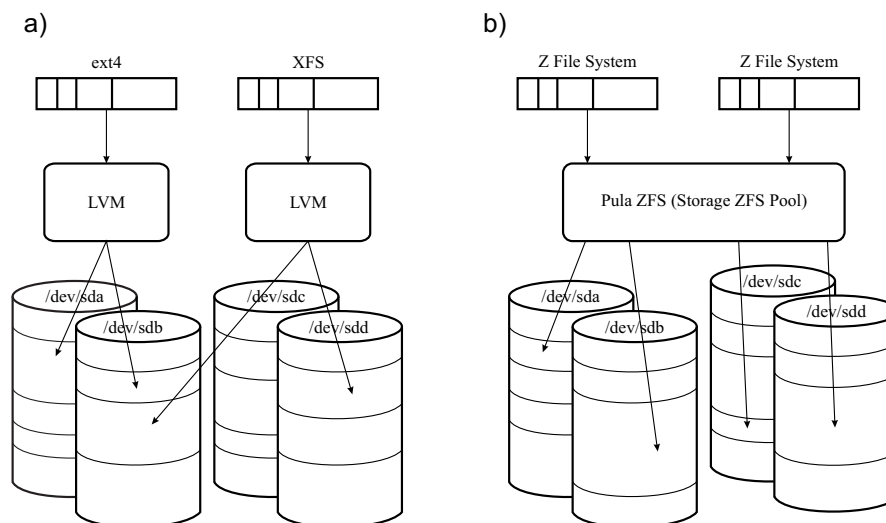 a)
ext4
XFS
LVM
LVM
/dev/sda
/dev/sdc
/dev/sdb
/dev/sdd
b)
Z File System
Z File System
Pula ZFS (Storage ZFS Pool)
/dev/sdc
/dev/sda
/dev/sdd
/dev/sdb